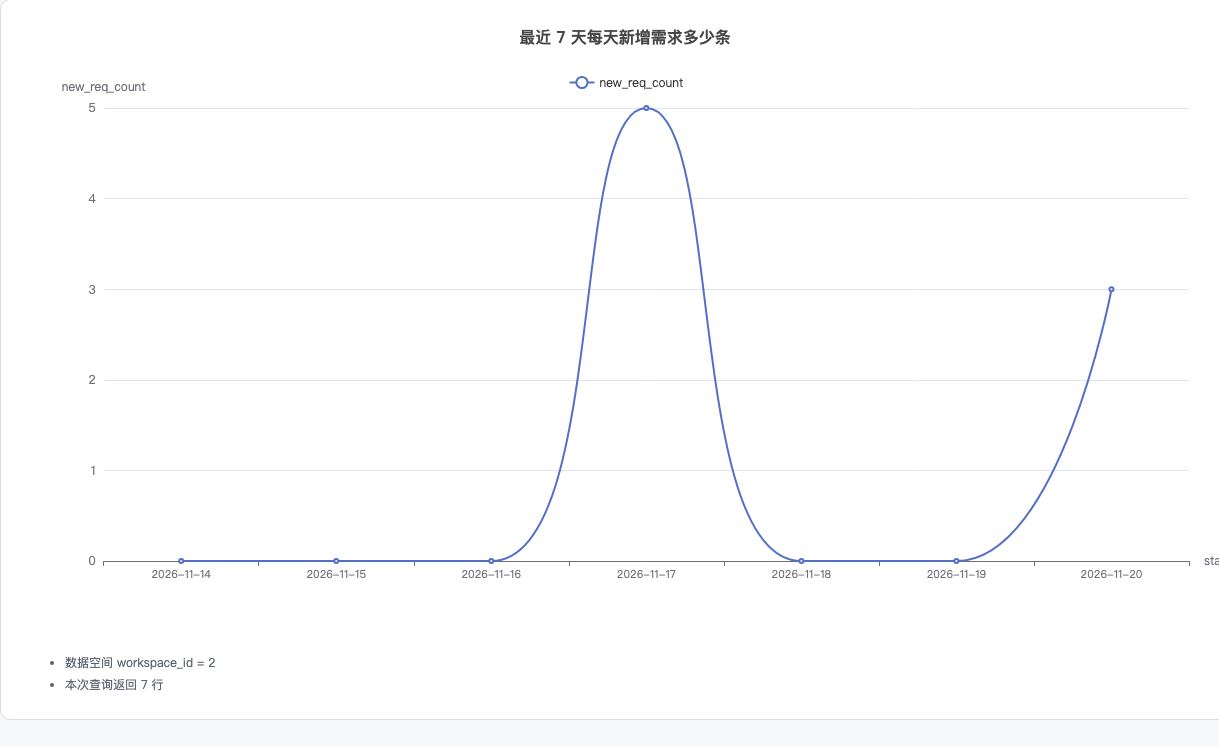 最近 7 天每天新增需求多少条
new_req_count
new_req_count
5
4
3
2
1
0
2026-11-14 2026-11-15 2026-11-16 2026-11-17 2026-11-18 2026-11-19 2026-11-20
sta
• 数据空间 workspace_id = 2
• 本次查询返回 7 行